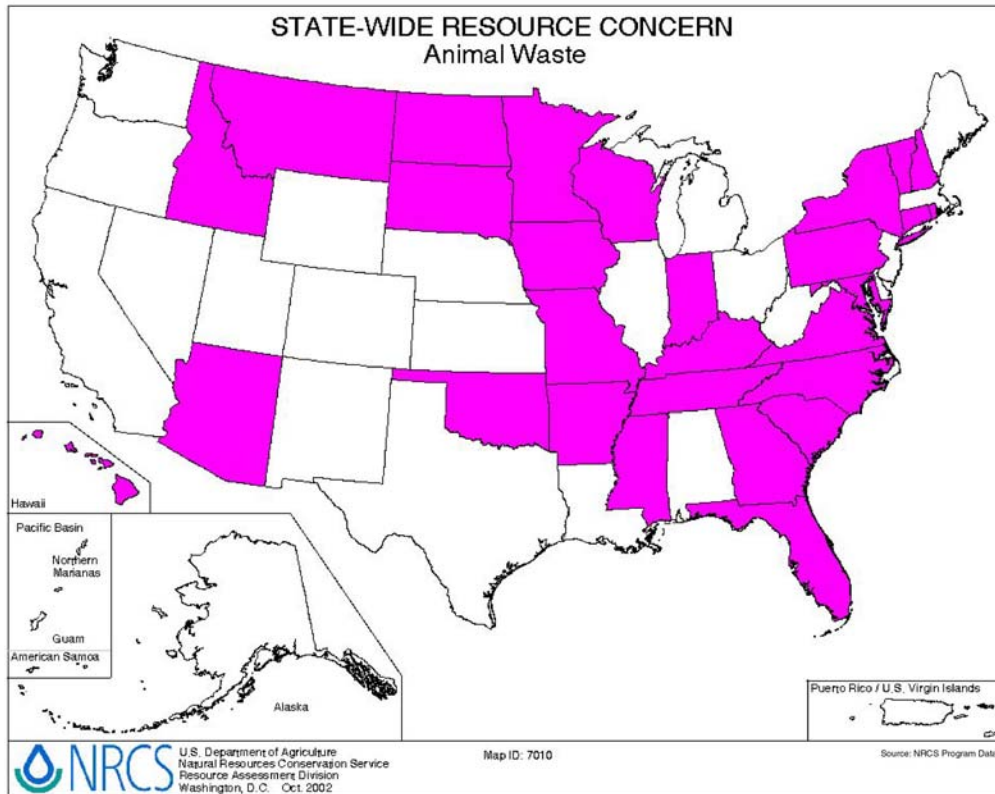 STATE-WIDE RESOURCE CONCERN
Animal Waste
Hawaii
Pacific Basin
Northern
Marianas
Guam
American Samoa
Alaska
Puerto Rico / U.S. Virgin Islands
NRCS
U.S. Department of Agriculture
Natural Resources Conservation Service
Resource Assessment Division
Washington, D.C. Oct. 2002
Map ID: 7010
Source: NRCS Program Data